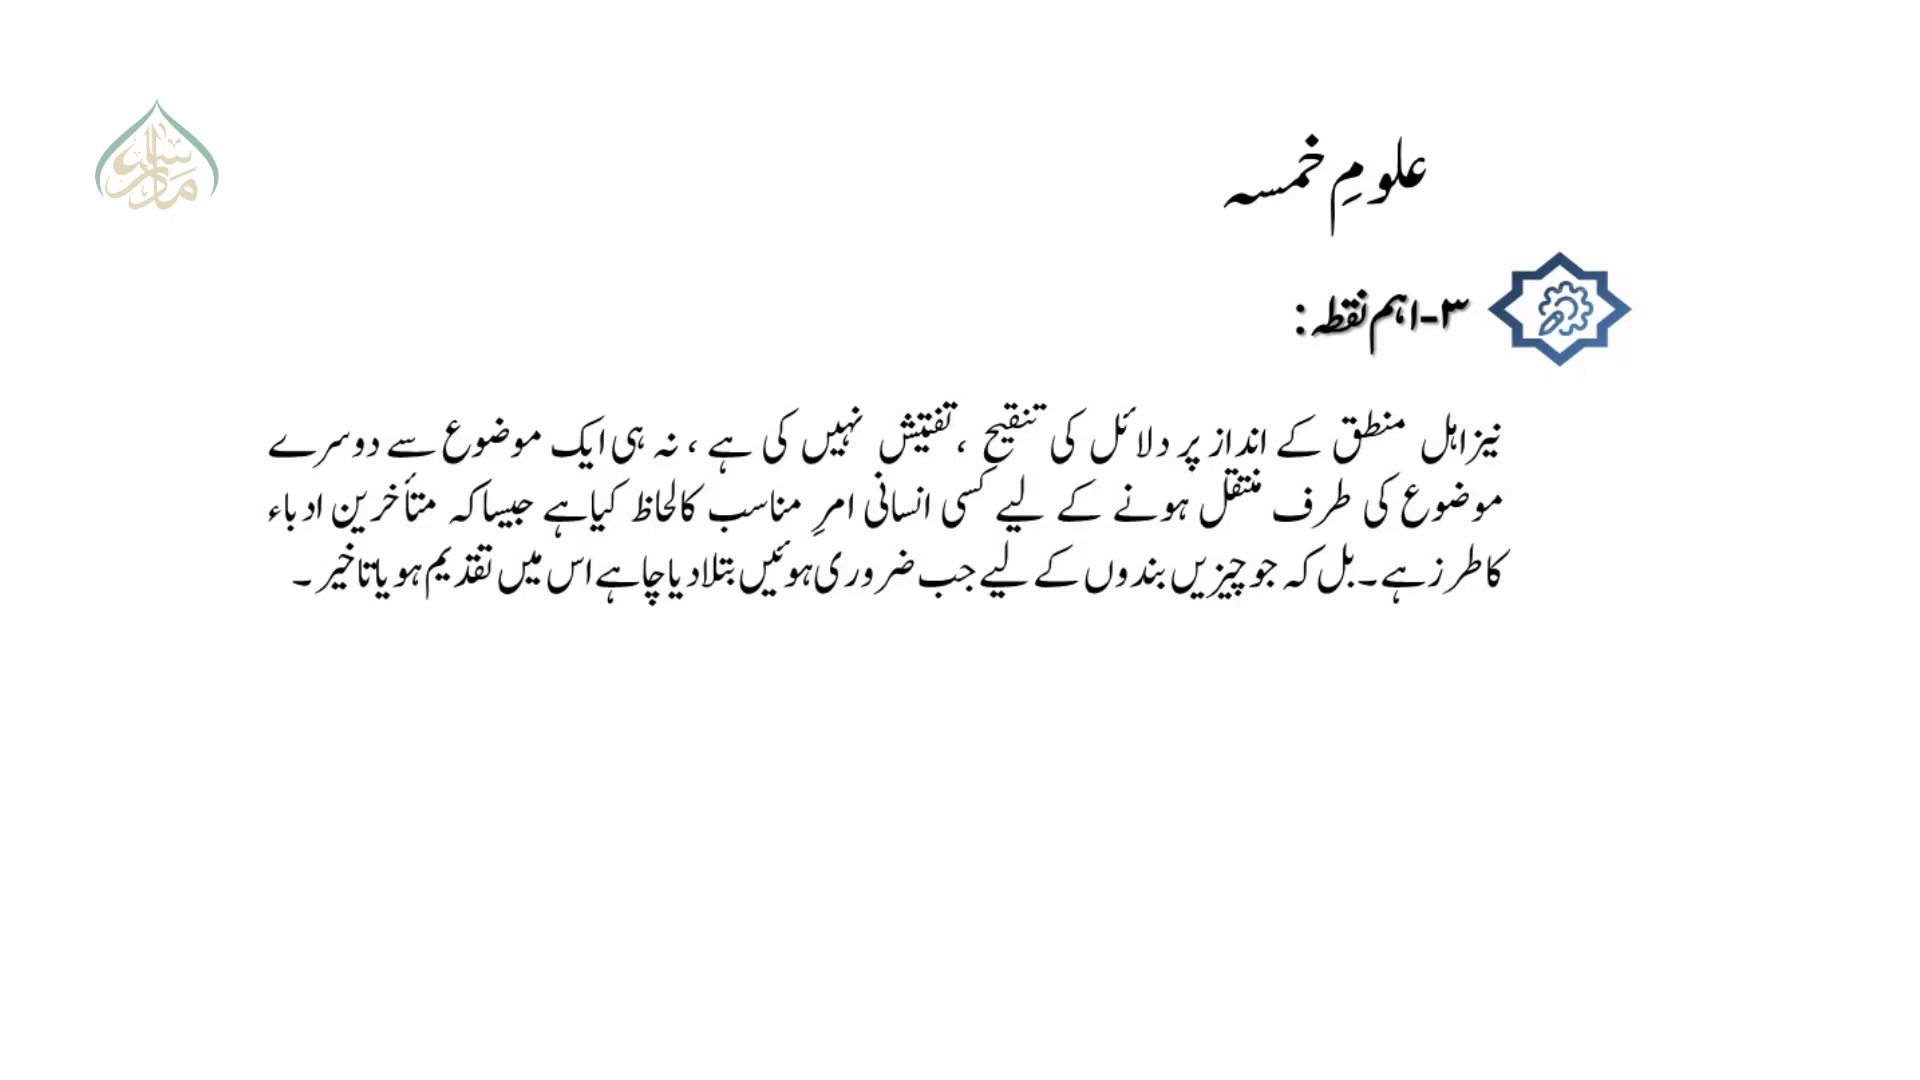 علومِ خمسہ
۳-اہم نقطہ:
نیز اہل منطق کے انداز پر دلائل کی تنقیح ،تفتیش نہیں کی ہے ، نہ ہی ایک موضوع سے دوسرے
موضوع کی طرف منتقل ہونے کے لیے کسی انسانی امرِ مناسب کا لحاظ کیا ہے جیسا کہ متأخرین ادباء
کا طرز ہے۔ بل کہ جو چیزیں بندوں کے لیے جب ضروری ہوئیں بتلا دیا چاہے اس میں تقدیم ہو یا تاخیر ۔